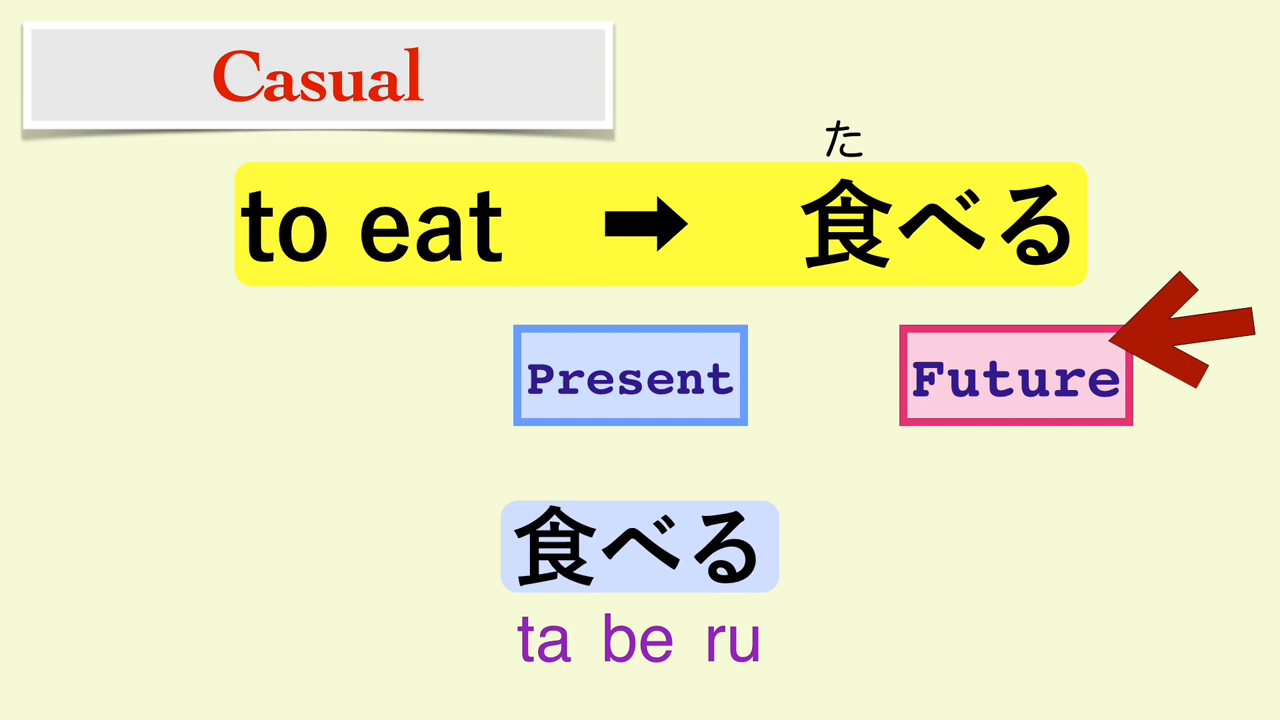 Casual
た
to eat ➡ 食べる
Present Future
食べる
ta be ru